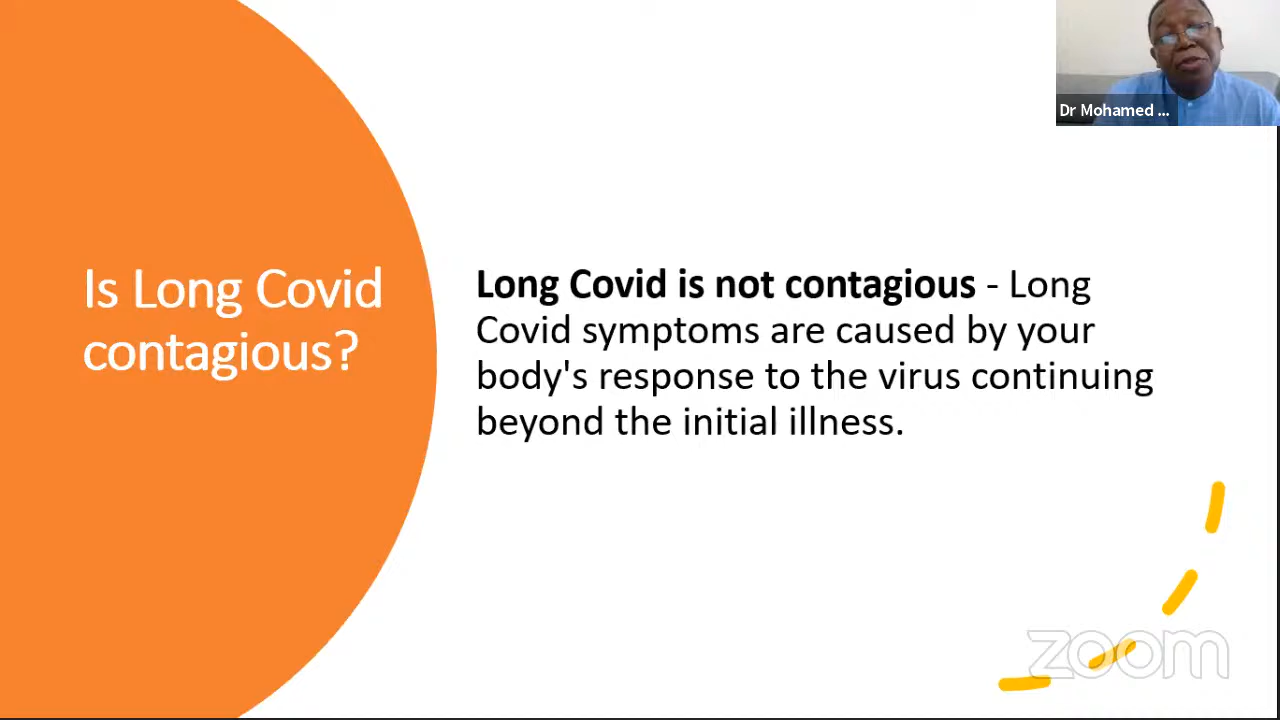 Dr Mohamed ...
Is Long Covid
contagious?
Long Covid is not contagious - Long
Covid symptoms are caused by your
body's response to the virus continuing
beyond the initial illness.
zoom